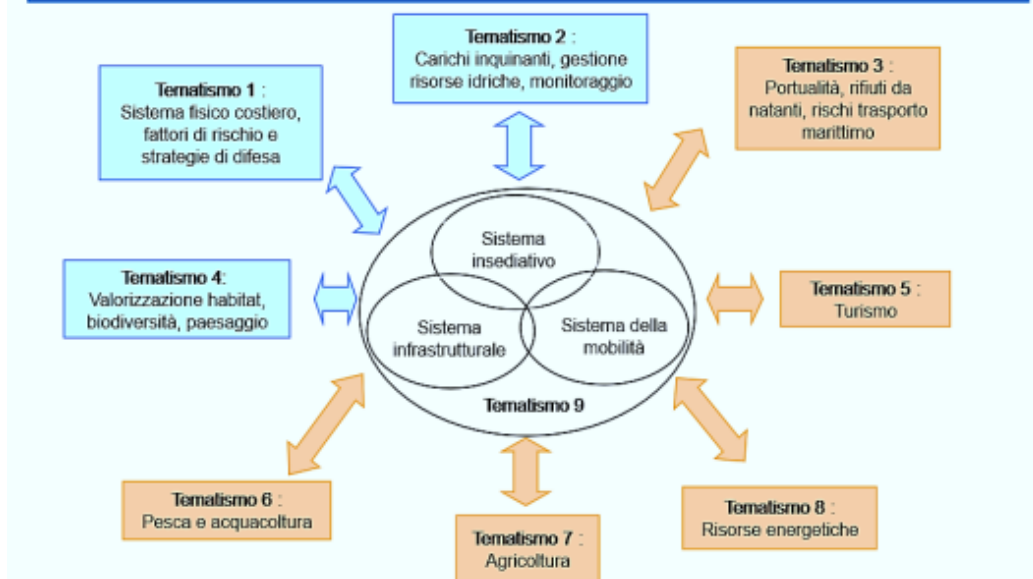 Tematismo 2 :
Carichi inquinanti, gestione
risorse idriche, monitoraggio
Tematismo 1 :
Sistema fisico costiero,
fattori di rischio e
strategie di difesa
Tematismo 3 :
Portualità, rifiuti da
natanti, rischi trasporto
marittimo
Sistema
insediativo
Tematismo 4:
Valorizzazione habitat,
biodiversità, paesaggio
Sistema
infrastrutturale
Sistema della
mobilità
Tematismo 5 :
Turismo
Tematismo 9
Tematismo 6 :
Pesca e acquacoltura
Tematismo 7 :
Agricoltura
Tematismo 8 :
Risorse energetiche